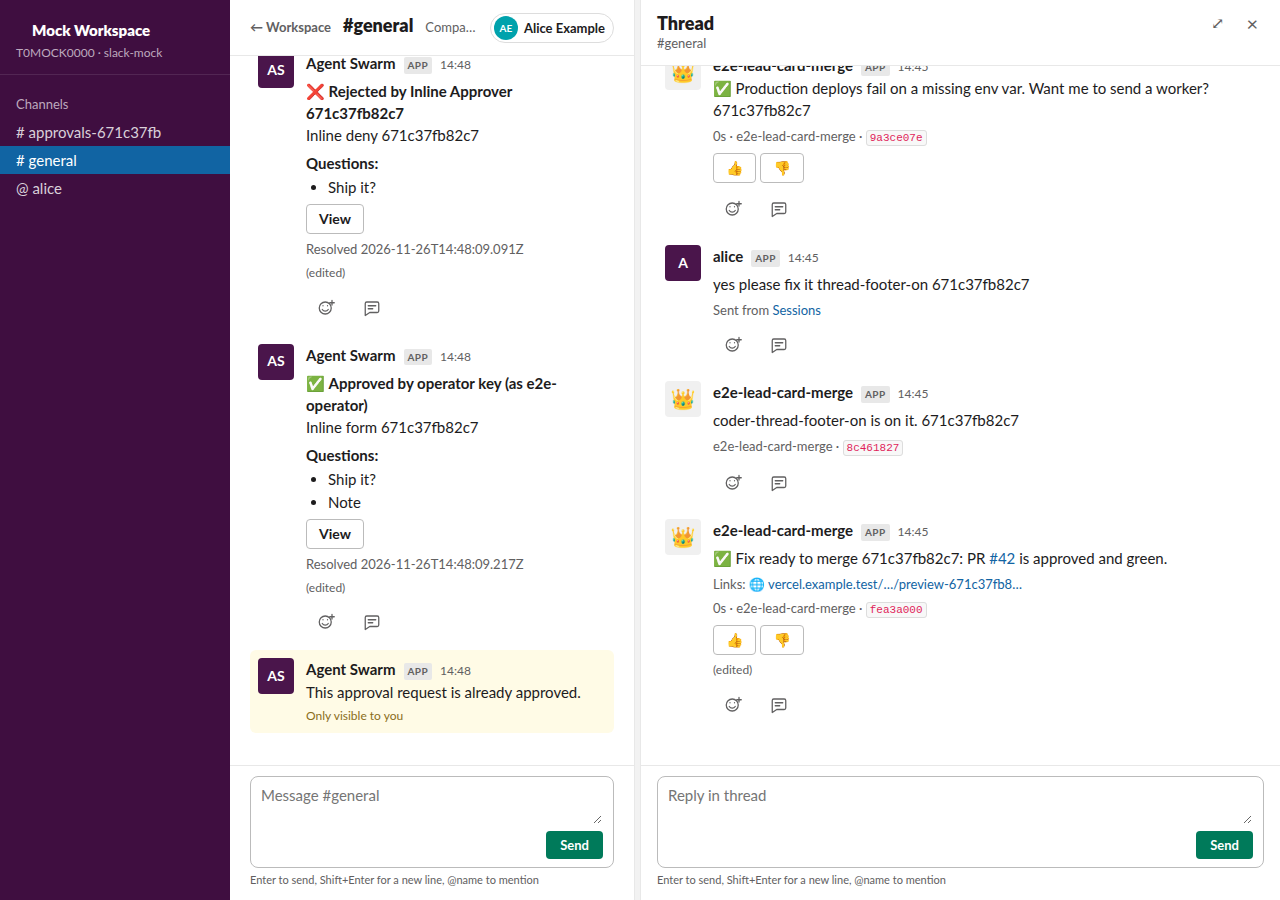 Mock Workspace
T0MOCK0000 · slack-mock
Channels
# approvals-671c37fb
# general
@ alice
← Workspace #general Compa... AE Alice Example
AS Agent Swarm APP 14:48
❌ Rejected by Inline Approver
671c37fb82c7
Inline deny 671c37fb82c7
Questions:
• Ship it?
View
Resolved 2026-11-26T14:48:09.091Z
(edited)
AS Agent Swarm APP 14:48
✅ Approved by operator key (as e2e-
operator)
Inline form 671c37fb82c7
Questions:
• Ship it?
• Note
View
Resolved 2026-11-26T14:48:09.217Z
(edited)
AS Agent Swarm APP 14:48
This approval request is already approved.
Only visible to you
Message #general
Send
Enter to send, Shift+Enter for a new line, @name to mention
Thread
#general
e2e-lead-card-merge APP 14:45
✅ Production deploys fail on a missing env var. Want me to send a worker?
671c37fb82c7
0s · e2e-lead-card-merge · 9a3ce07e
👍 👎
A alice APP 14:45
yes please fix it thread-footer-on 671c37fb82c7
Sent from Sessions
e2e-lead-card-merge APP 14:45
coder-thread-footer-on is on it. 671c37fb82c7
e2e-lead-card-merge · 8c461827
e2e-lead-card-merge APP 14:45
✅ Fix ready to merge 671c37fb82c7: PR #42 is approved and green.
Links: 🌐 vercel.example.test/.../preview-671c37fb8...
0s · e2e-lead-card-merge · fea3a000
👍 👎
(edited)
Reply in thread
Send
Enter to send, Shift+Enter for a new line, @name to mention